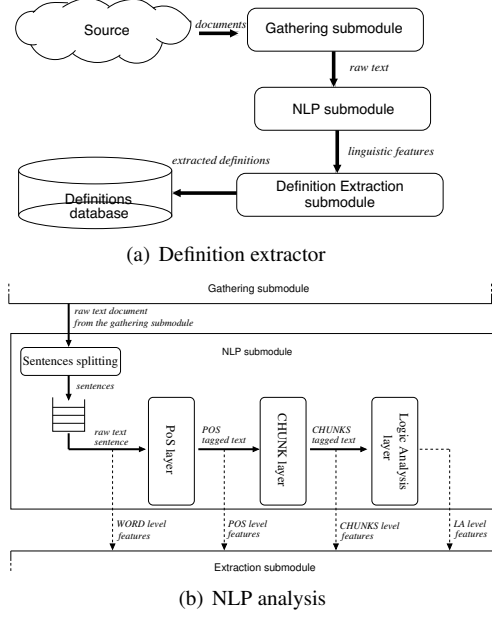 Source
documents
Gathering submodule
raw text
NLP submodule
linguistic features
extracted definitions
Definitions
database
Definition Extraction
submodule
(a) Definition extractor
Gathering submodule
raw text document
from the gathering submodule
NLP submodule
Sentences splitting
sentences
raw text
sentence
PoS layer
POS
tagged text
CHUNK layer
CHUNKS
tagged text
Logic Analysis
layer
WORD level
features
POS level
features
CHUNKS level
features
LA level
features
Extraction submodule
(b) NLP analysis